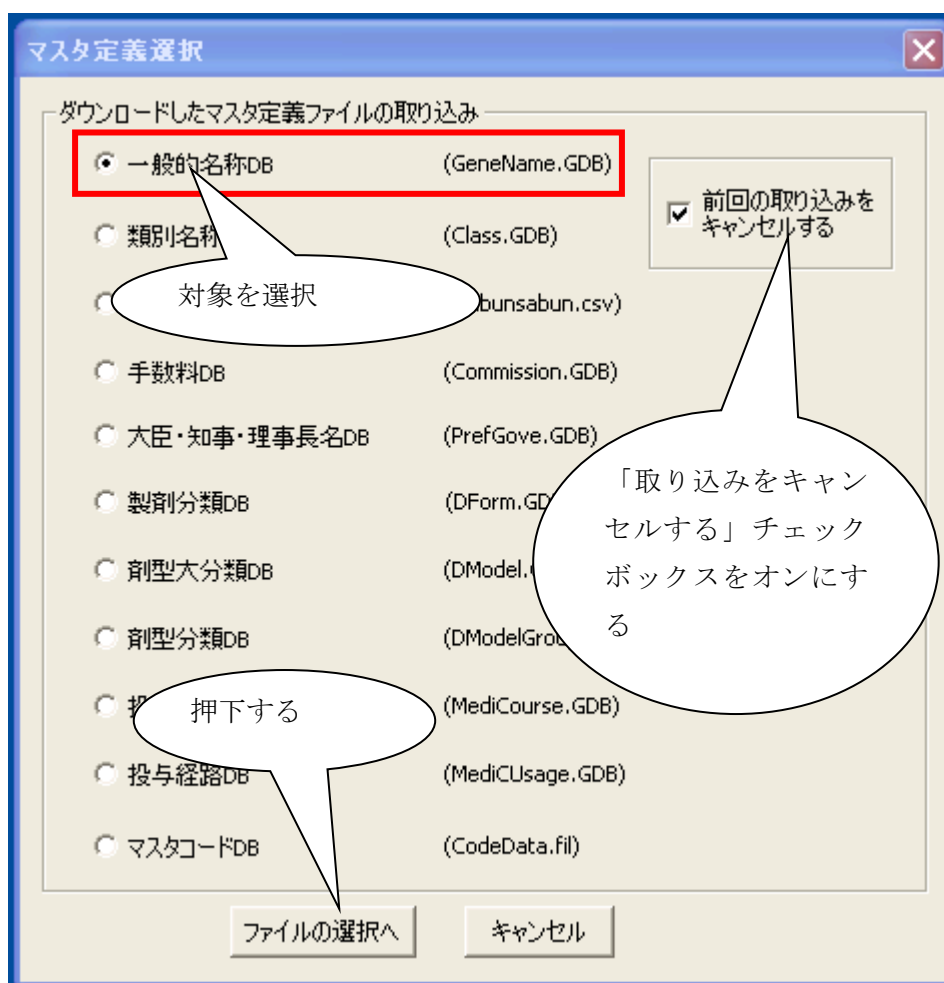 マスタ定義選択
ダウンロードしたマスタ定義ファイルの取り込み
一般的名称DB (GeneName.GDB)
前回の取り込みを
キャンセルする
類別名称 (Class.GDB)
対象を選択
bunsabun.csv)
手数料DB (Commission.GDB)
大臣・知事・理事長名DB (PrefGove.GDB)
「取り込みをキャン
セルする」チェック
ボックスをオンにす
る
製剤分類DB (DForm.GD
剤型大分類DB (DModel.
剤型分類DB (DModelGrou
押下する
(MediCourse.GDB)
投与経路DB (MediCUsage.GDB)
マスタコードDB (CodeData.fil)
ファイルの選択へ キャンセル